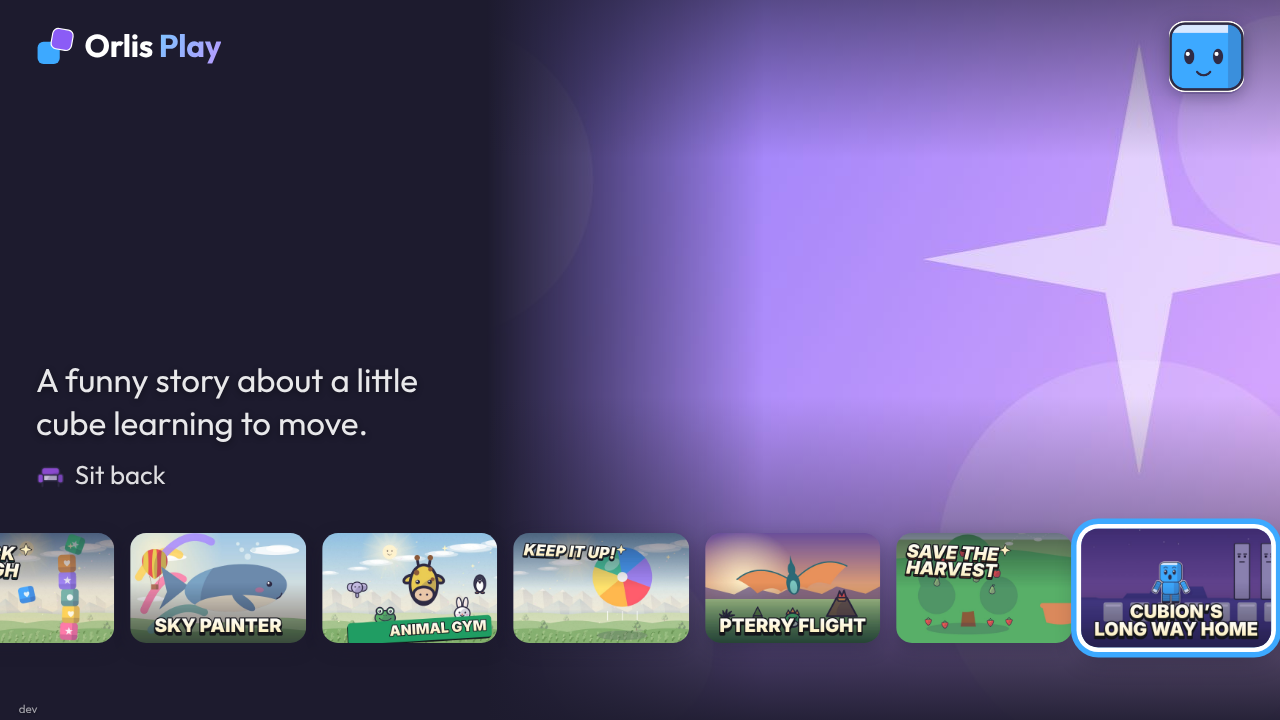 Orlis Play
A funny story about a little
cube learning to move.
Sit back
K
GH
SKY PAINTER
ANIMAL GYM
KEEP IT UP!
PTERRY FLIGHT
SAVE THE
HARVEST
CUBION'S
LONG WAY HOME
dev